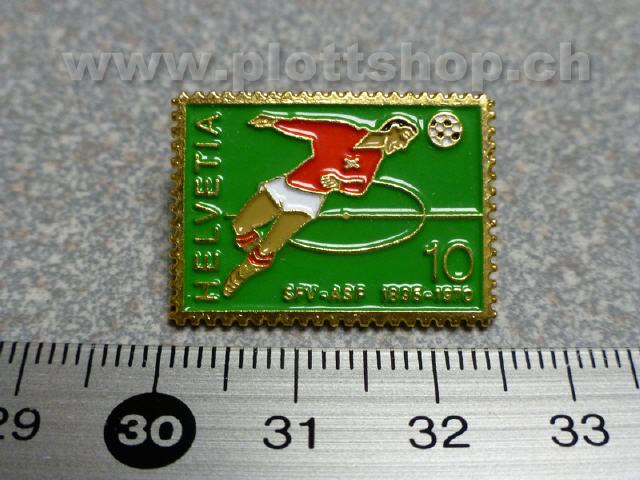 www.plottshop.ch
HELVETIA
10
SFV-ASF 1895-1970
29 30 31 32 33